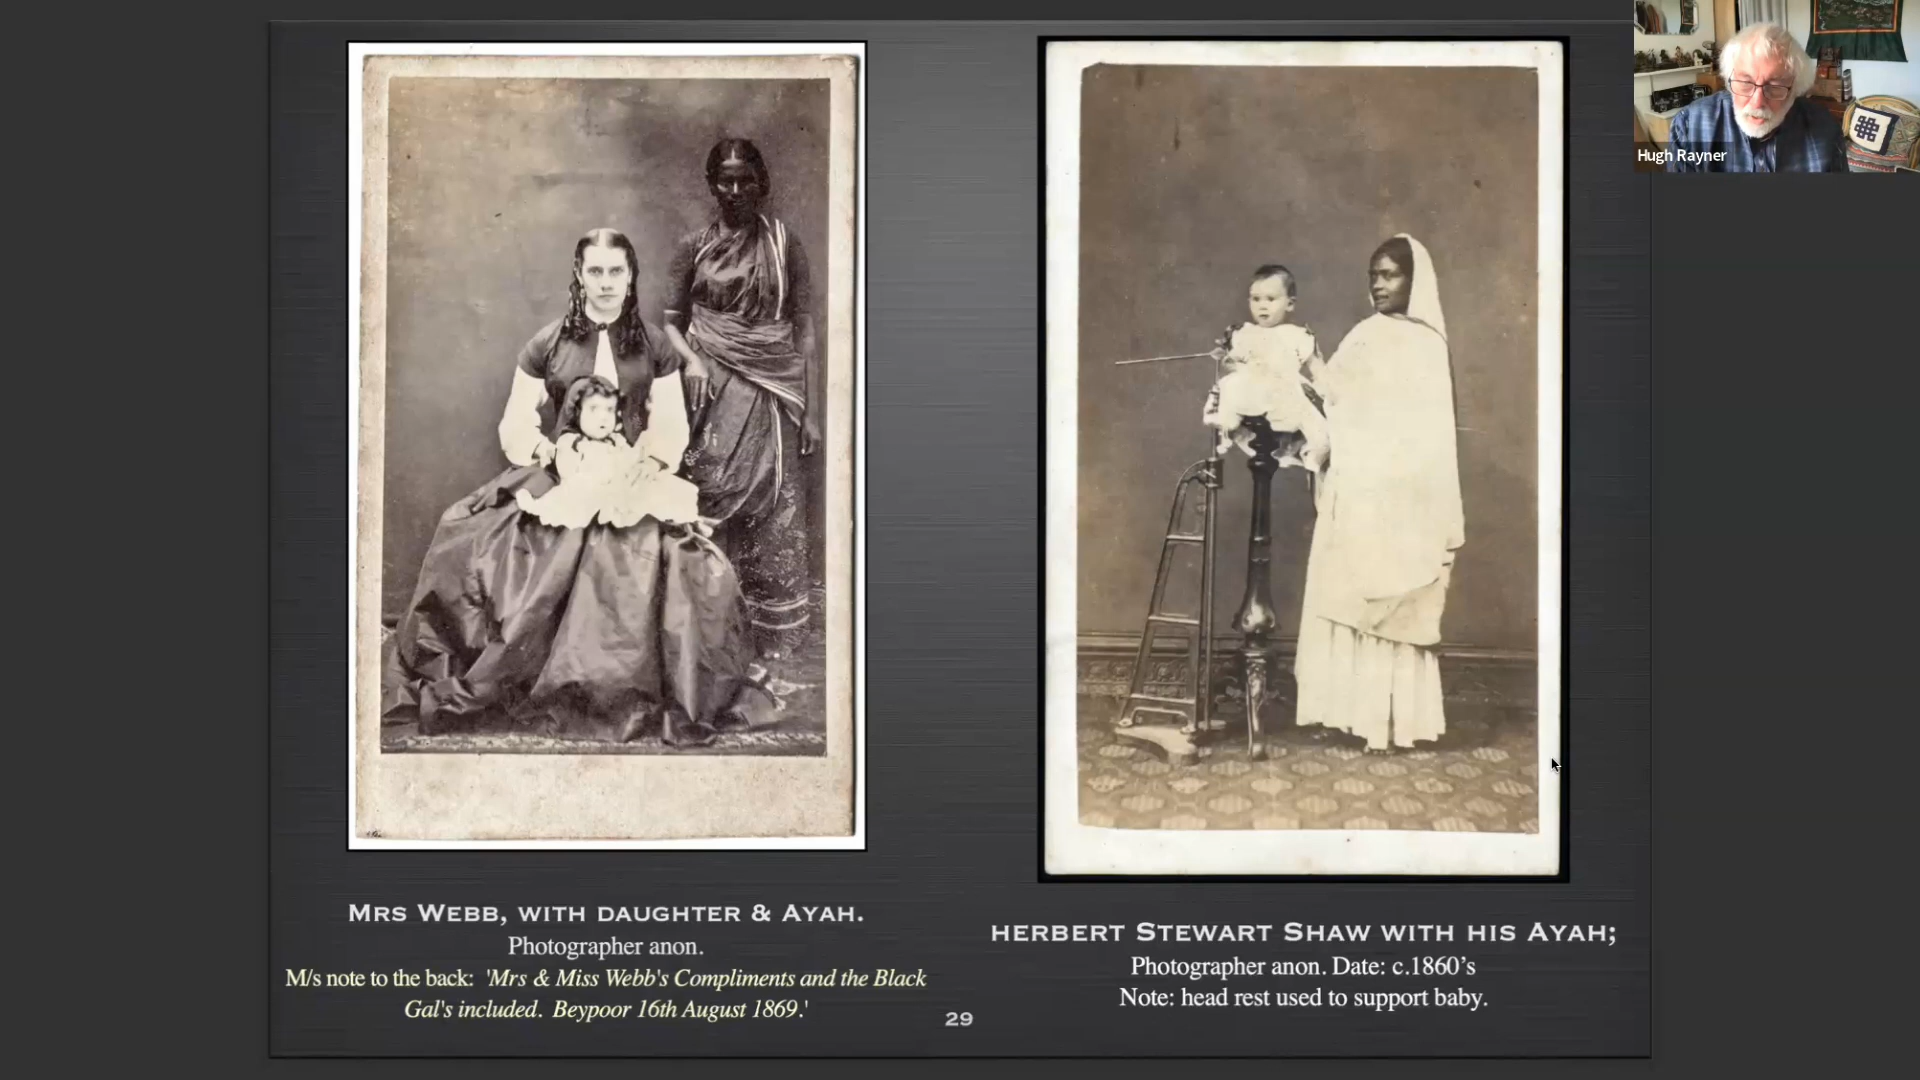 Hugh Rayner
MRS WEBB, WITH DAUGHTER & AYAH.
Photographer anon.
M/s note to the back: 'Mrs & Miss Webb's Compliments and the Black
Gal's included. Beypoor 16th August 1869.'
HERBERT STEWART SHAW WITH HIS AYAH;
Photographer anon. Date: c.1860’s
Note: head rest used to support baby.
29